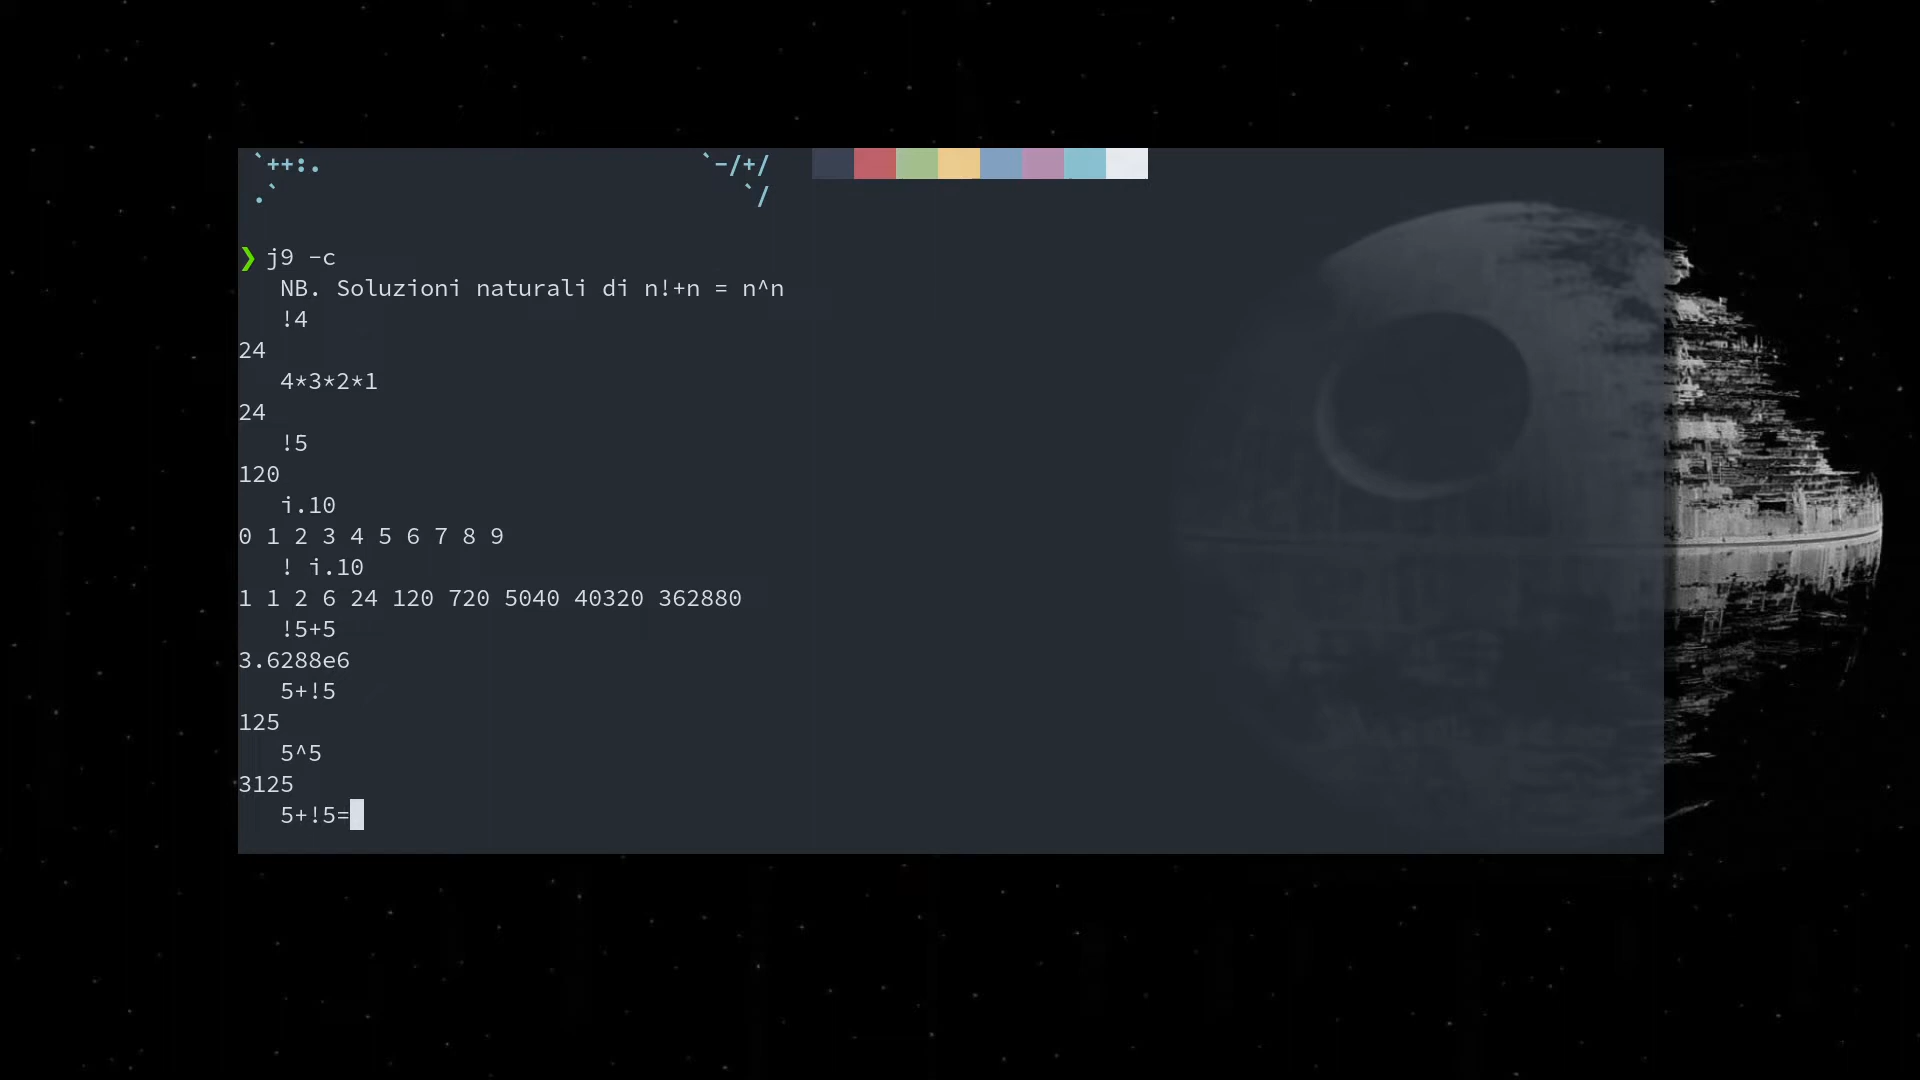 `++:.                           `-/+/
.`                                 `/
❯ j9 -c
   NB. Soluzioni naturali di n!+n = n^n
   !4
24
   4*3*2*1
24
   !5
120
   i.10
0 1 2 3 4 5 6 7 8 9
   ! i.10
1 1 2 6 24 120 720 5040 40320 362880
   !5+5
3.6288e6
   5+!5
125
   5^5
3125
   5+!5=